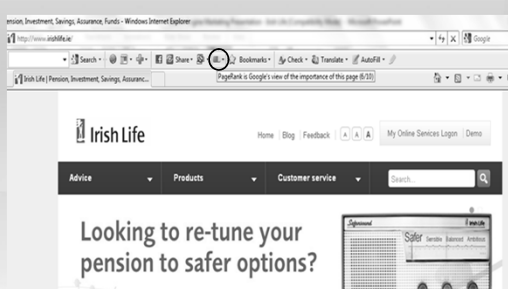 ension, Investment, Savings, Assurance, Funds - Windows Internet Explorer
http://www.irishlife.ie/
Google
Search
Share
Bookmarks
Check
Translate
AutoFill
Irish Life | Pension, Investment, Savings, Assuranc...
PageRank is Google's view of the importance of this page (6/10)
Irish Life
Home Blog Feedback A A A My Online Services Logon Demo
Advice Products Customer service Search...
Looking to re-tune your
pension to safer options?
Safesound Irish Life
Safer Sensible Balanced Ambitious